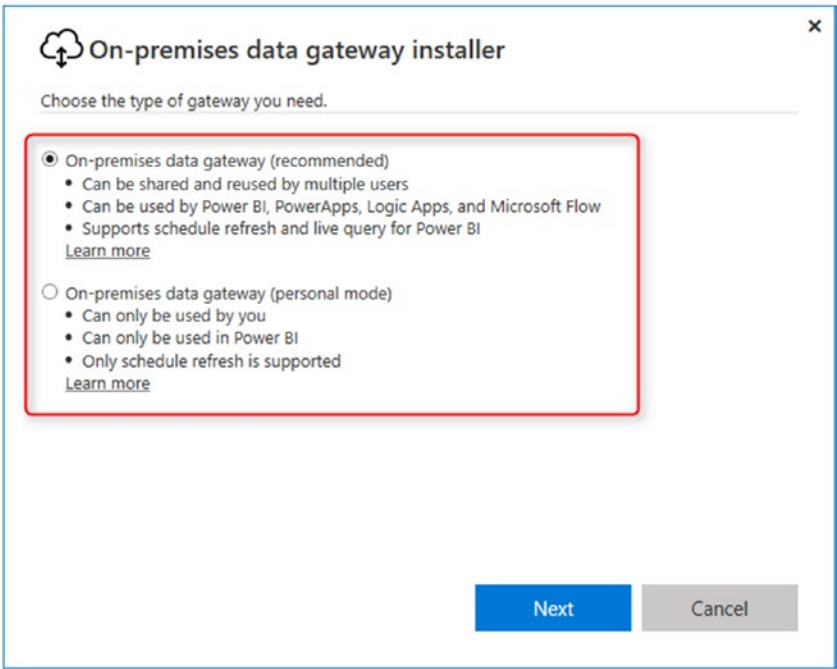 On-premises data gateway installer
Choose the type of gateway you need.
On-premises data gateway (recommended)
• Can be shared and reused by multiple users
• Can be used by Power BI, PowerApps, Logic Apps, and Microsoft Flow
• Supports schedule refresh and live query for Power BI
Learn more
On-premises data gateway (personal mode)
• Can only be used by you
• Can only be used in Power BI
• Only schedule refresh is supported
Learn more
Next
Cancel